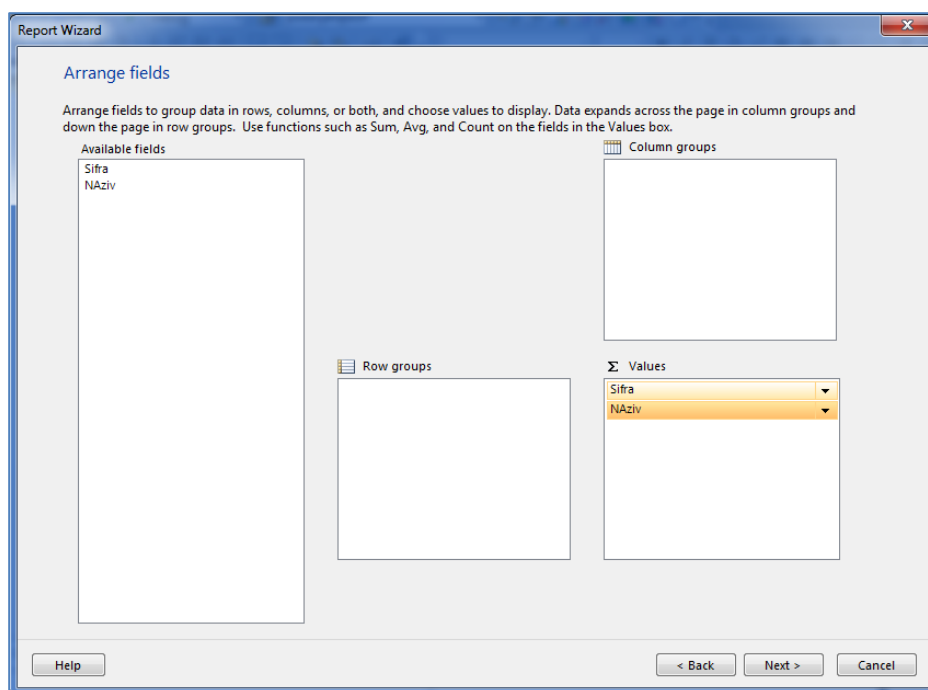 Report Wizard
Arrange fields
Arrange fields to group data in rows, columns, or both, and choose values to display. Data expands across the page in column groups and
down the page in row groups. Use functions such as Sum, Avg, and Count on the fields in the Values box.
Available fields
Sifra
NAziv
Column groups
Row groups
Σ Values
Sifra
NAziv
Help
< Back
Next >
Cancel